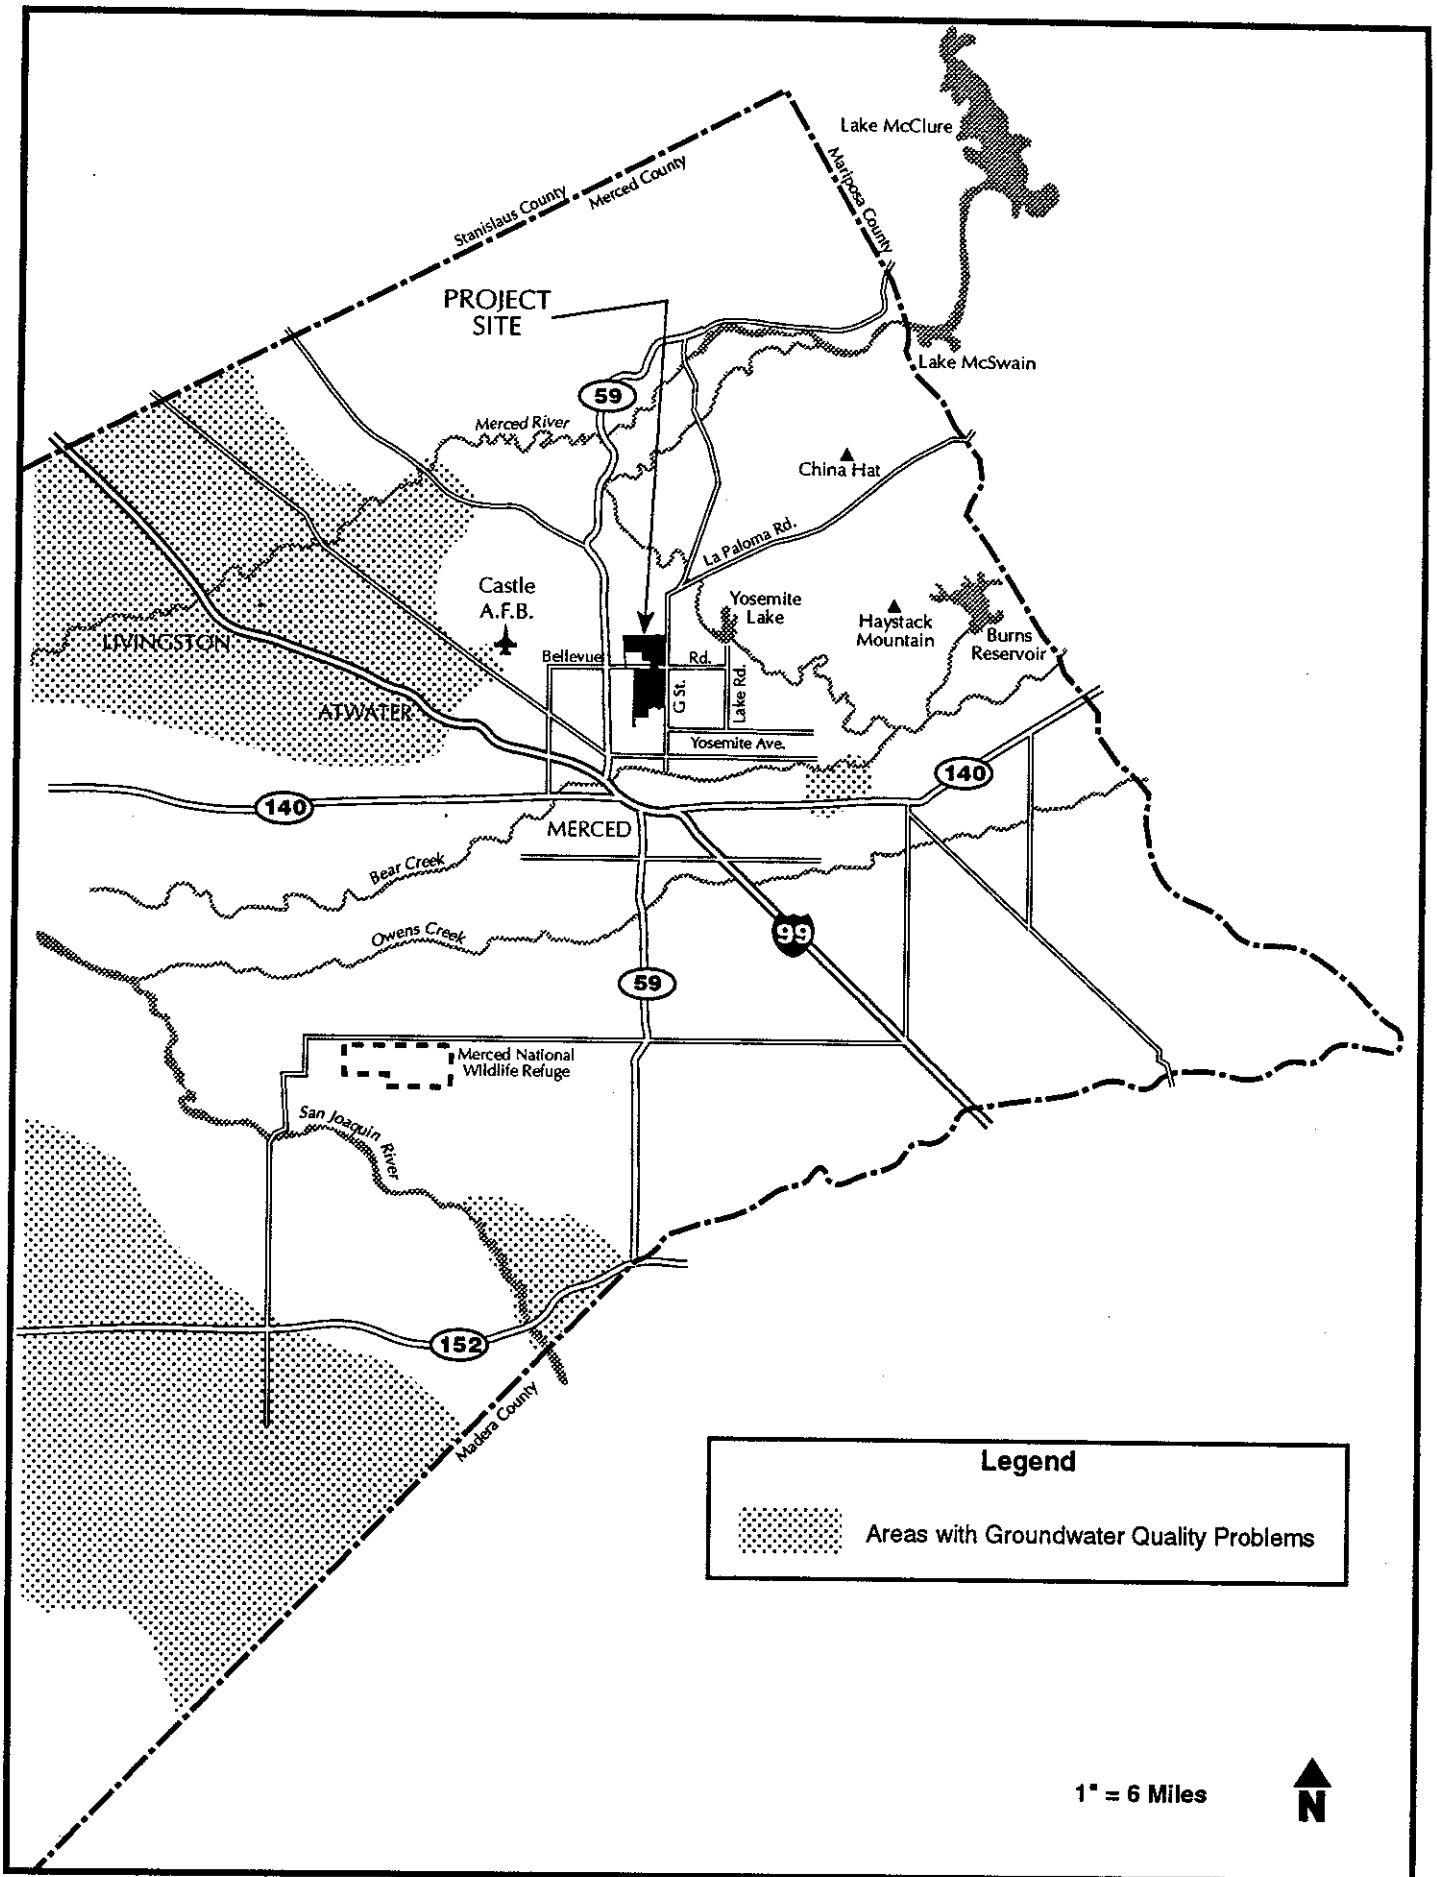 Lake McClure
Stanislaus County
Merced County
Mariposa County
PROJECT
SITE
Lake McSwain
59
Merced River
China Hat
La Paloma Rd.
Castle
A.F.B.
Yosemite
Lake
Haystack
Mountain
Burns
Reservoir
LIVINGSTON
Bellevue
Rd.
G St.
Lake Rd.
ATWATER
Yosemite Ave.
140
140
MERCED
Bear Creek
Owens Creek
99
59
Merced National
Wildlife Refuge
San Joaquin River
152
Madera County
Legend
Areas with Groundwater Quality Problems
1" = 6 Miles
N